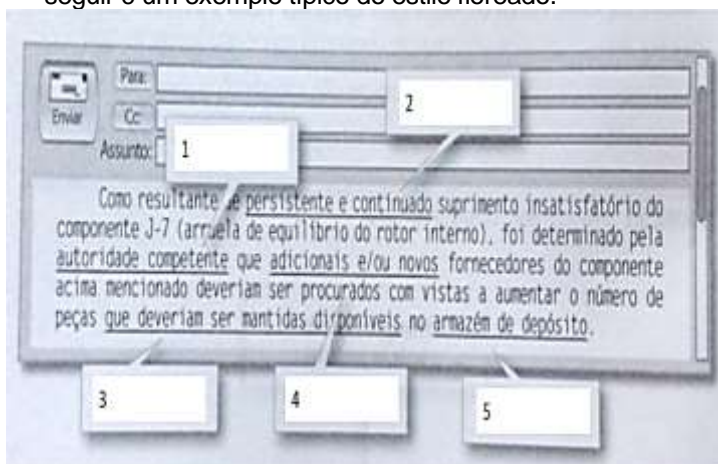 seguir é um exemplo típico do estilo floreado:
Para:
Enviar
Cc:
Assunto:
1
2
Como resultante de persistente e continuado suprimento insatisfatório do
componente J-7 (arruela de equilíbrio do rotor interno), foi determinado pela
autoridade competente que adicionais e/ou novos fornecedores do componente
acima mencionado deveriam ser procurados com vistas a aumentar o número de
peças que deveriam ser mantidas disponíveis no armazém de depósito.
3
4
5